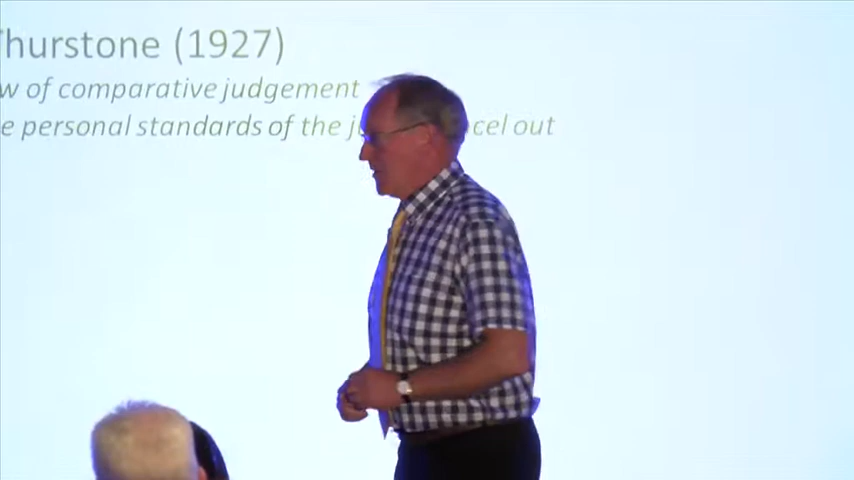 Thurstone (1927)
w of comparative judgement
e personal standards of the j cel out